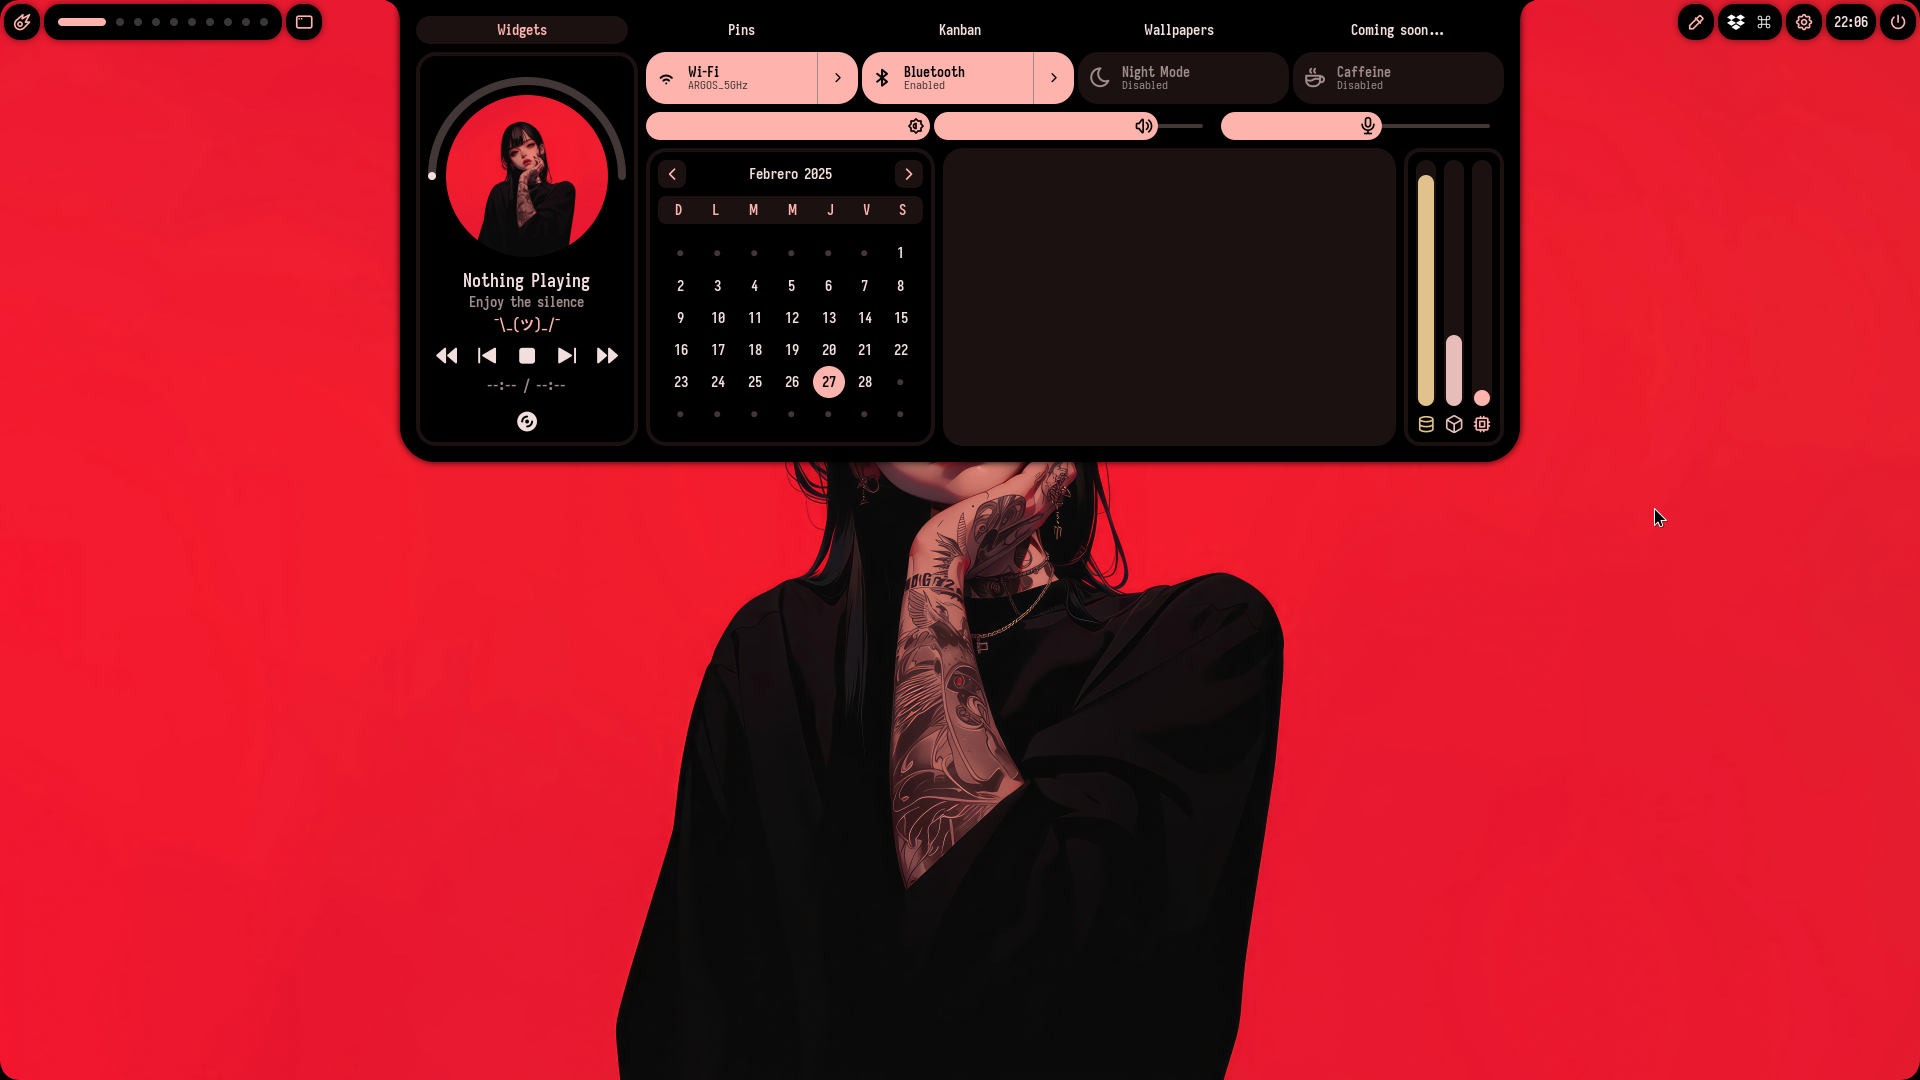 Widgets
Pins
Kanban
Wallpapers
Coming soon...
22:06
Wi-Fi
ARGOS_5GHz
Bluetooth
Enabled
Night Mode
Disabled
Caffeine
Disabled
Nothing Playing
Enjoy the silence
¯\_(ツ)_/¯
--:-- / --:--
Febrero 2025
D L M M J V S
1
2 3 4 5 6 7 8
9 10 11 12 13 14 15
16 17 18 19 20 21 22
23 24 25 26 27 28